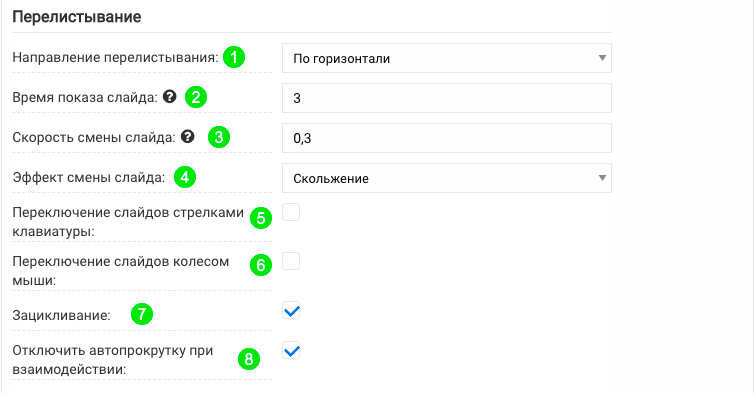 Перелистывание
Направление перелистывания: 1 По горизонтали
Время показа слайда: ? 2 3
Скорость смены слайда: ? 3 0,3
Эффект смены слайда: 4 Скольжение
Переключение слайдов стрелками
клавиатуры: 5
Переключение слайдов колесом
мыши: 6
Зацикливание: 7
Отключить автопрокрутку при
взаимодействии: 8